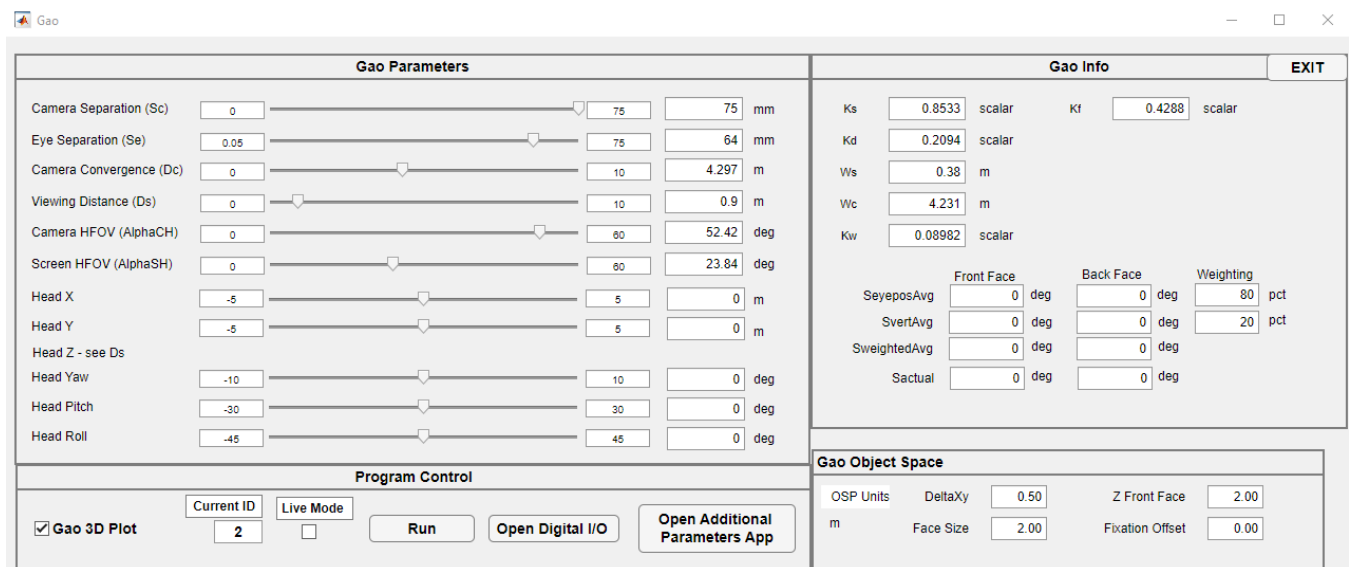 Gao
Gao Parameters
Camera Separation (Sc) 0 75 75 mm
Eye Separation (Se) 0.05 75 64 mm
Camera Convergence (Dc) 0 10 4.297 m
Viewing Distance (Ds) 0 10 0.9 m
Camera HFOV (AlphaCH) 0 60 52.42 deg
Screen HFOV (AlphaSH) 0 60 23.84 deg
Head X -5 5 0 m
Head Y -5 5 0 m
Head Z - see Ds
Head Yaw -10 10 0 deg
Head Pitch -30 30 0 deg
Head Roll -45 45 0 deg
Gao Info EXIT
Ks 0.8533 scalar Kf 0.4288 scalar
Kd 0.2094 scalar
Ws 0.38 m
Wc 4.231 m
Kw 0.08982 scalar
Front Face Back Face Weighting
SeyeposAvg 0 deg 0 deg 80 pct
SvertAvg 0 deg 0 deg 20 pct
SweightedAvg 0 deg 0 deg
Sactual 0 deg 0 deg
Program Control
Current ID Live Mode
Gao 3D Plot 2 Run Open Digital I/O Open Additional
Parameters App
Gao Object Space
OSP Units DeltaXy 0.50 Z Front Face 2.00
m Face Size 2.00 Fixation Offset 0.00